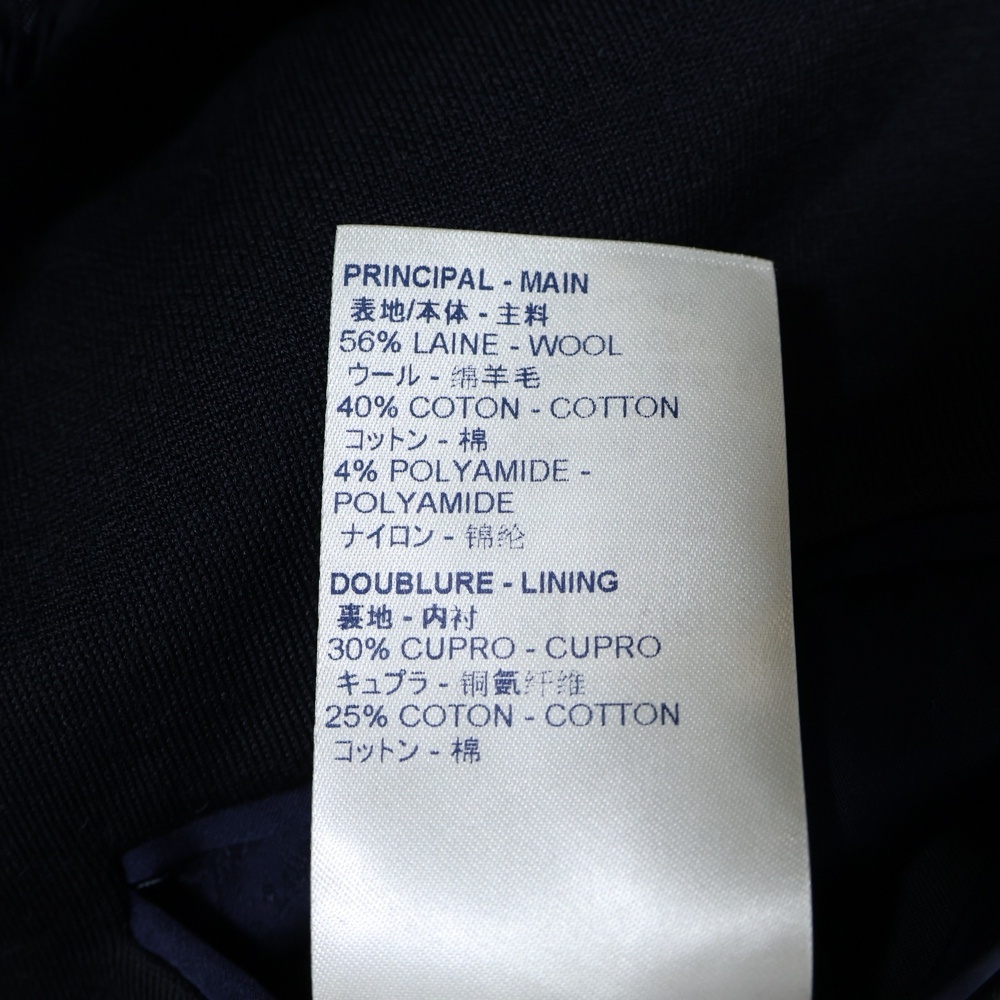 PRINCIPAL - MAIN
表地/本体 - 主料
56% LAINE - WOOL
ウール - 绵羊毛
40% COTON - COTTON
コットン - 棉
4% POLYAMIDE -
POLYAMIDE
ナイロン - 锦纶
DOUBLURE - LINING
裏地 - 内衬
30% CUPRO - CUPRO
キュプラ - 铜氨纤维
25% COTON - COTTON
コットン - 棉